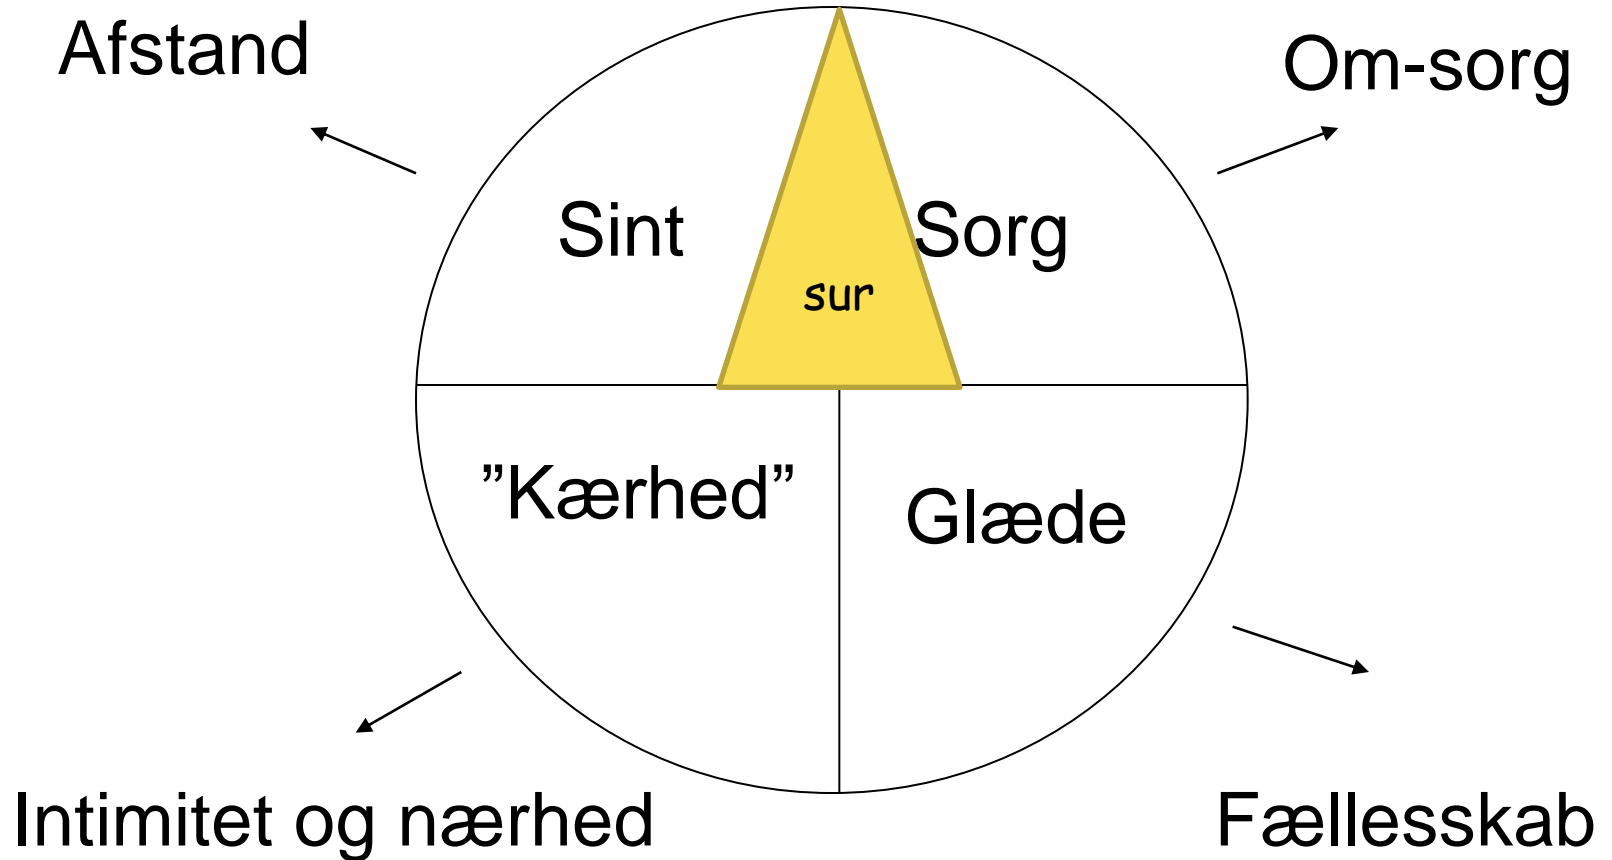 Afstand
Om-sorg
Sint
Sorg
sur
”Kærhed”
Glæde
Intimitet og nærhed
Fællesskab